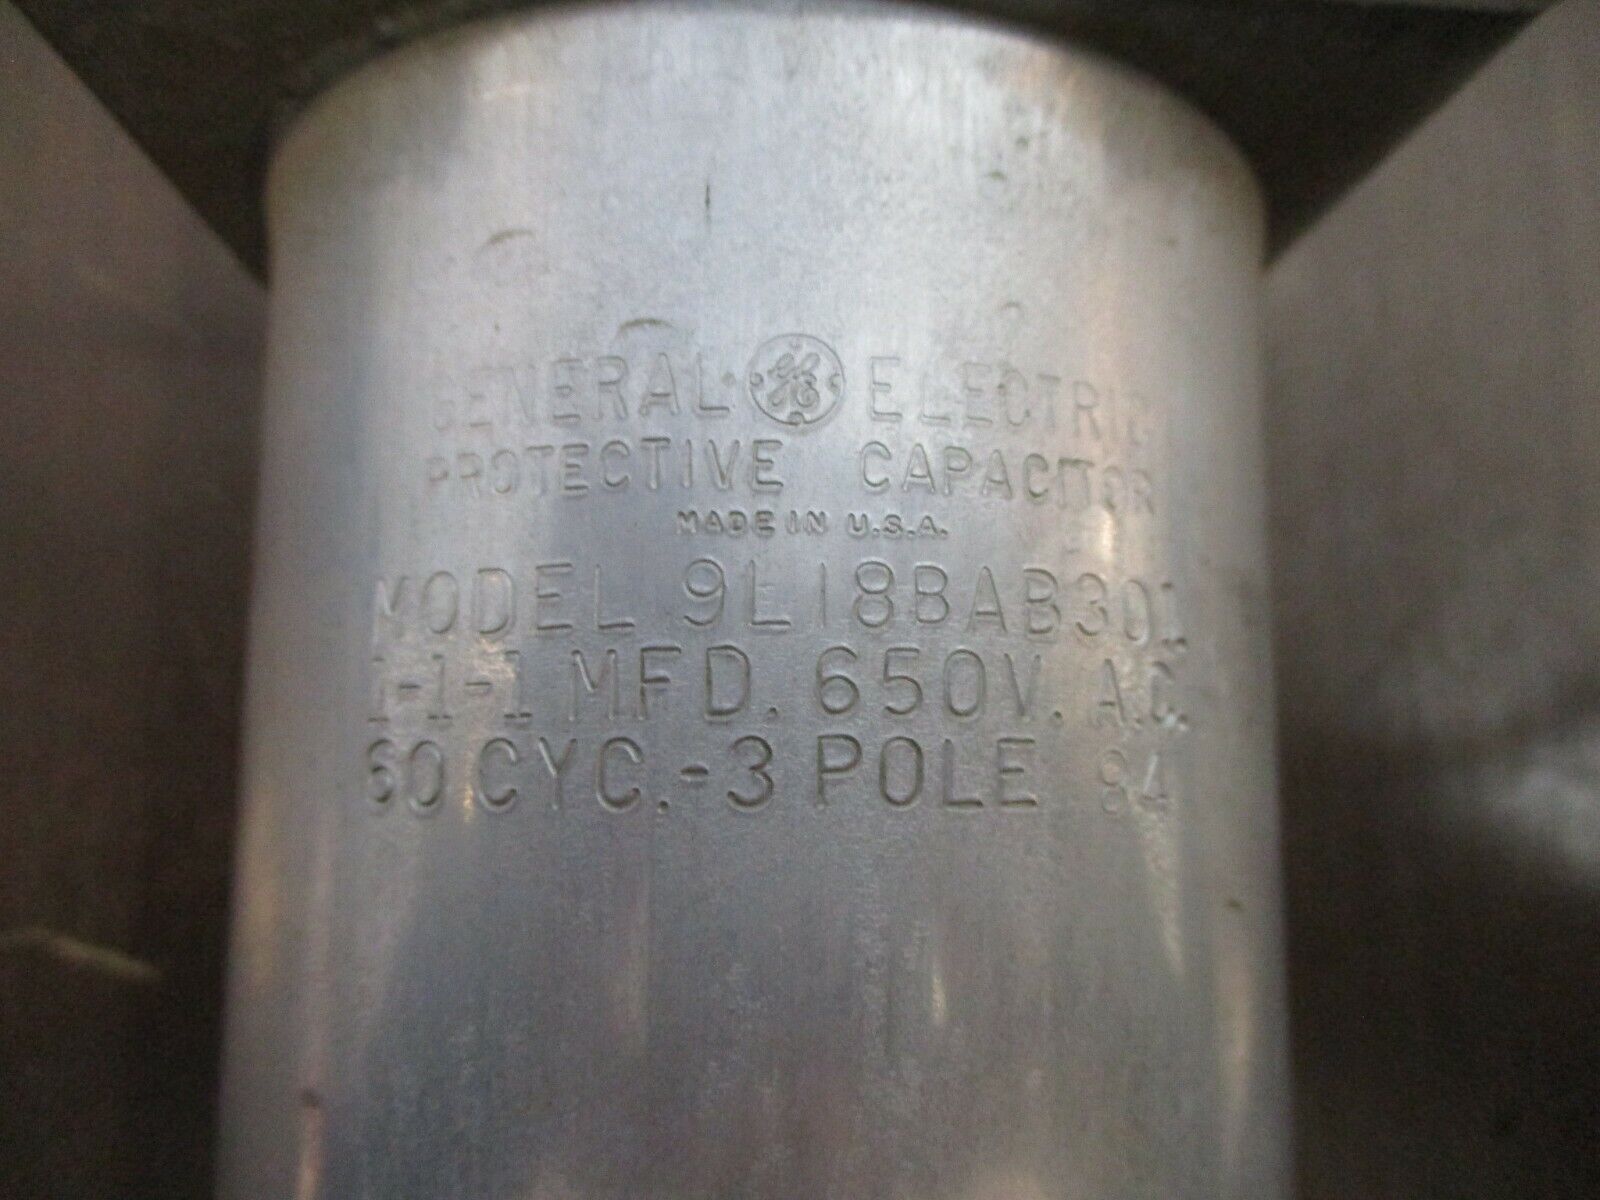 GENERAL GE ELECTRIC
PROTECTIVE CAPACITOR
MADE IN U.S.A.
MODEL 9L18BAB301
1-1-1 MFD. 650V. A.C.
60 CYC.-3 POLE 84